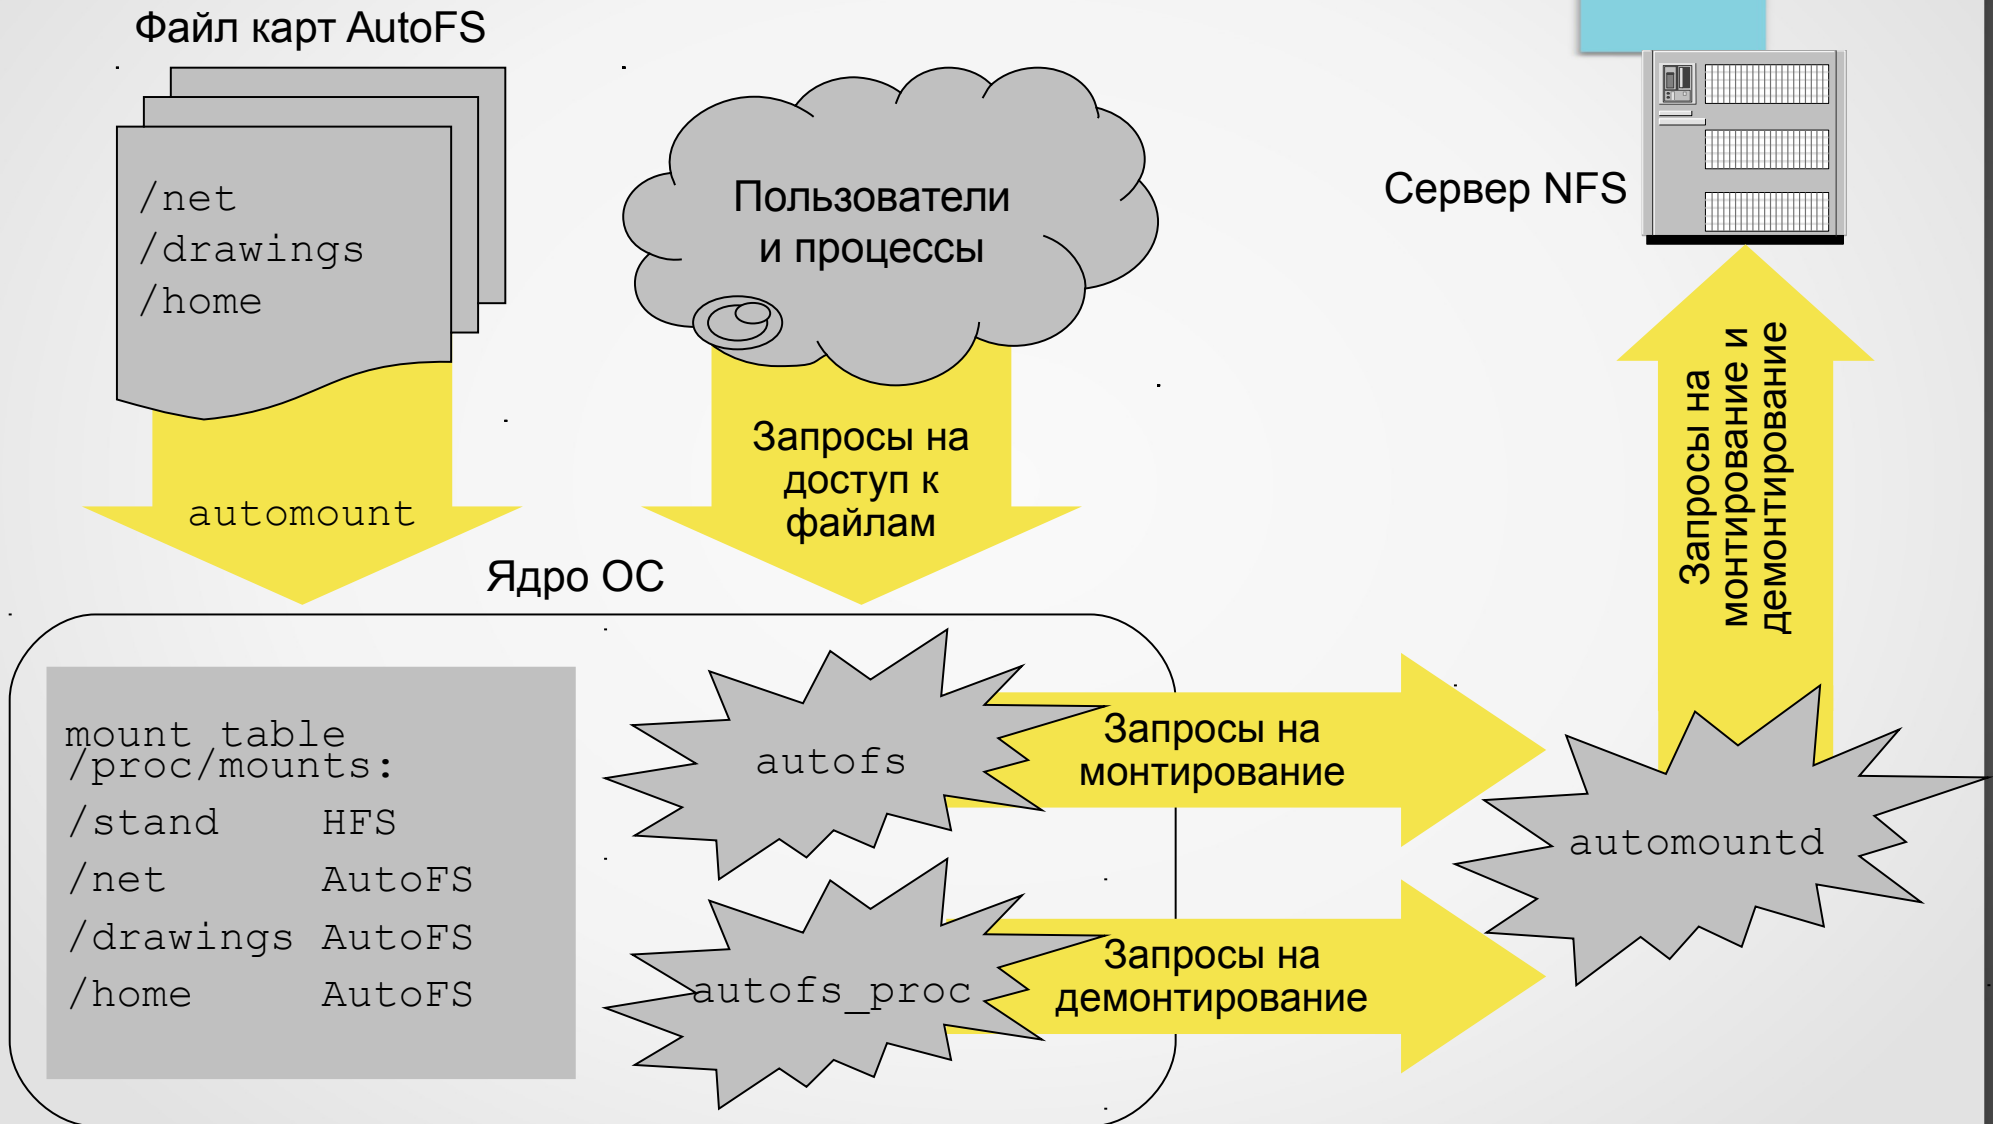 Файл карт AutoFS
/net
/drawings
/home
automount
Пользователи
и процессы
Запросы на
доступ к
файлам
Сервер NFS
Запросы на
монтирование и
демонтирование
Ядро ОС
mount table
/proc/mounts:
/stand HFS
/net AutoFS
/drawings AutoFS
/home AutoFS
autofs
Запросы на
монтирование
autofs_proc
Запросы на
демонтирование
automountd